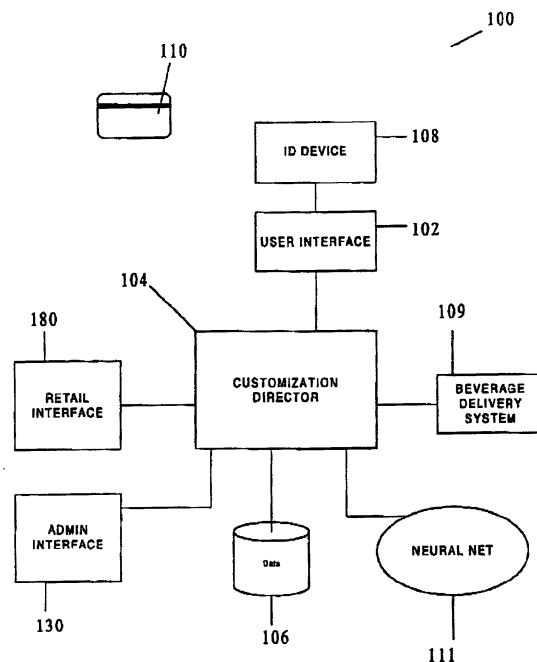 100
110
ID DEVICE
108
USER INTERFACE
102
104
180
109
RETAIL
INTERFACE
CUSTOMIZATION
DIRECTOR
BEVERAGE
DELIVERY
SYSTEM
ADMIN
INTERFACE
Data
NEURAL NET
130
106
111